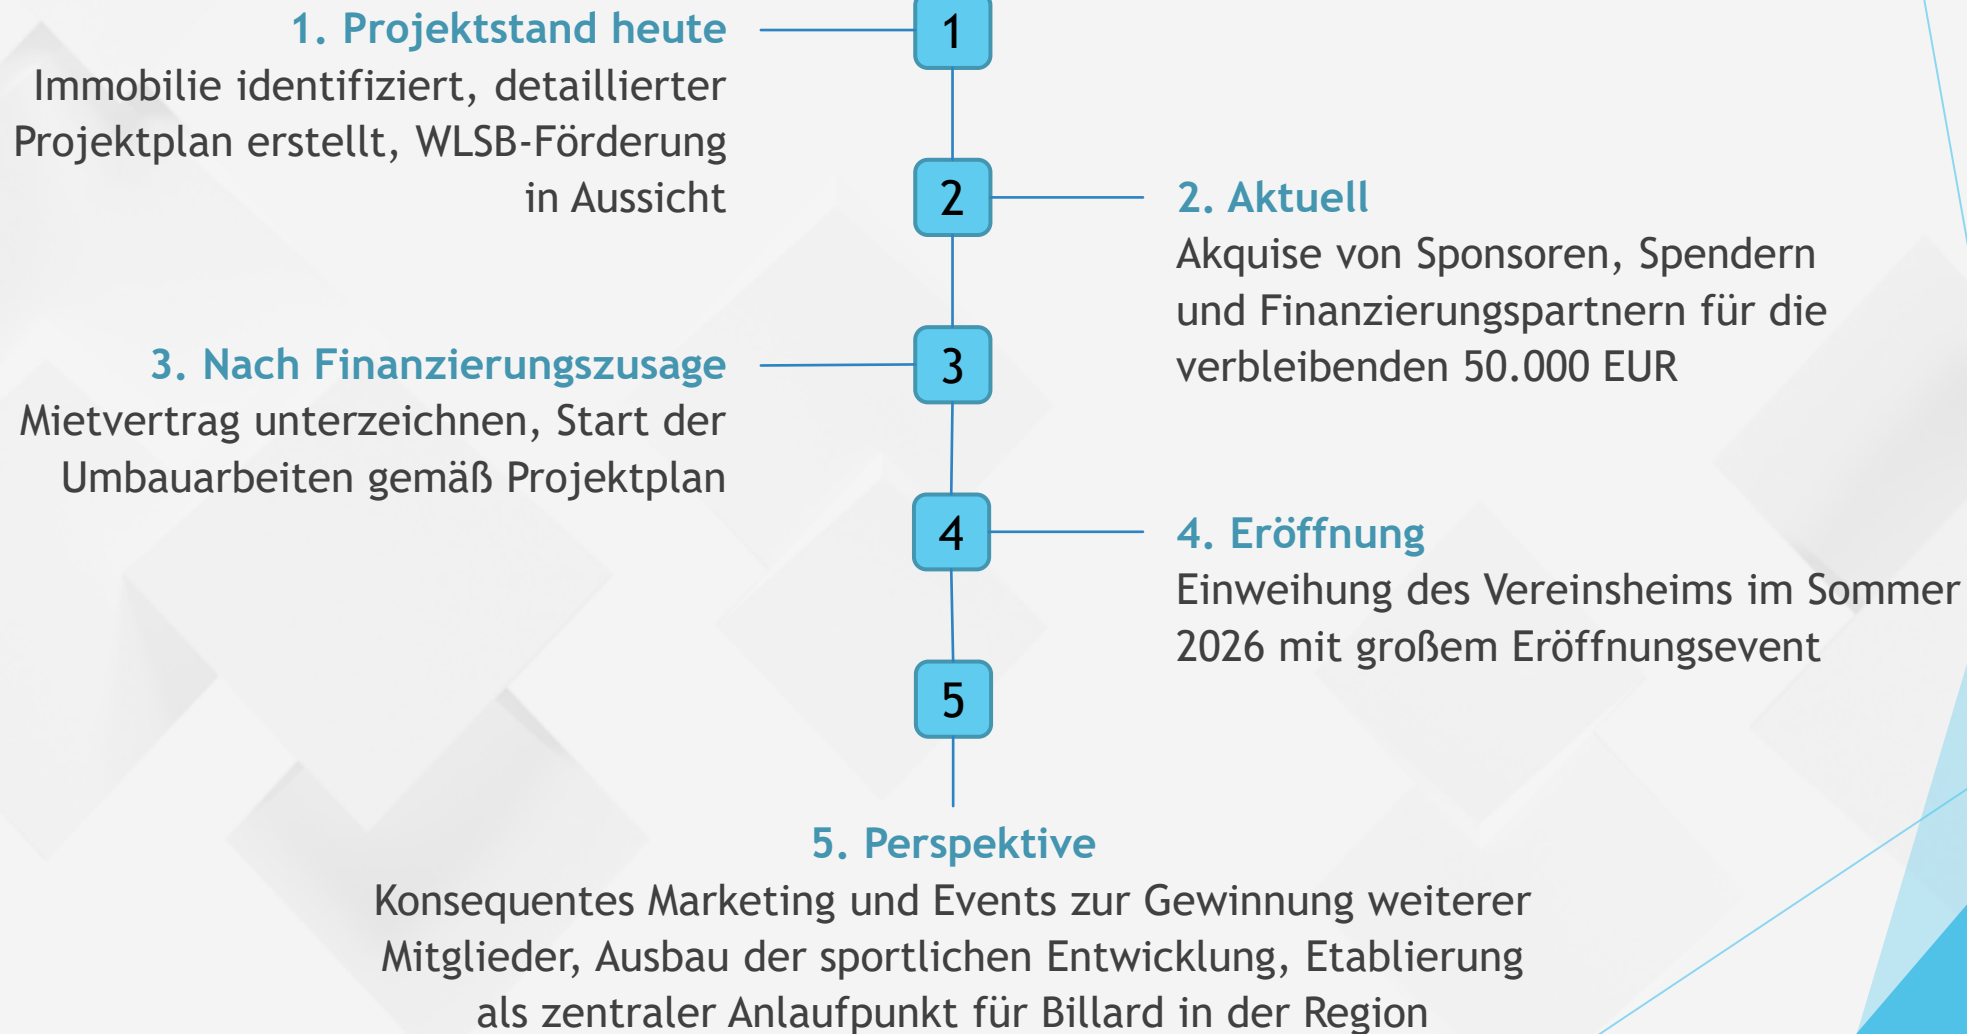 1. Projektstand heute
Immobilie identifiziert, detaillierter
Projektplan erstellt, WLSB-Förderung
in Aussicht
1
2
2. Aktuell
Akquise von Sponsoren, Spendern
und Finanzierungspartnern für die
verbleibenden 50.000 EUR
3. Nach Finanzierungszusage
Mietvertrag unterzeichnen, Start der
Umbauarbeiten gemäß Projektplan
3
4
4. Eröffnung
Einweihung des Vereinsheims im Sommer
2026 mit großem Eröffnungsevent
5
5. Perspektive
Konsequentes Marketing und Events zur Gewinnung weiterer
Mitglieder, Ausbau der sportlichen Entwicklung, Etablierung
als zentraler Anlaufpunkt für Billard in der Region